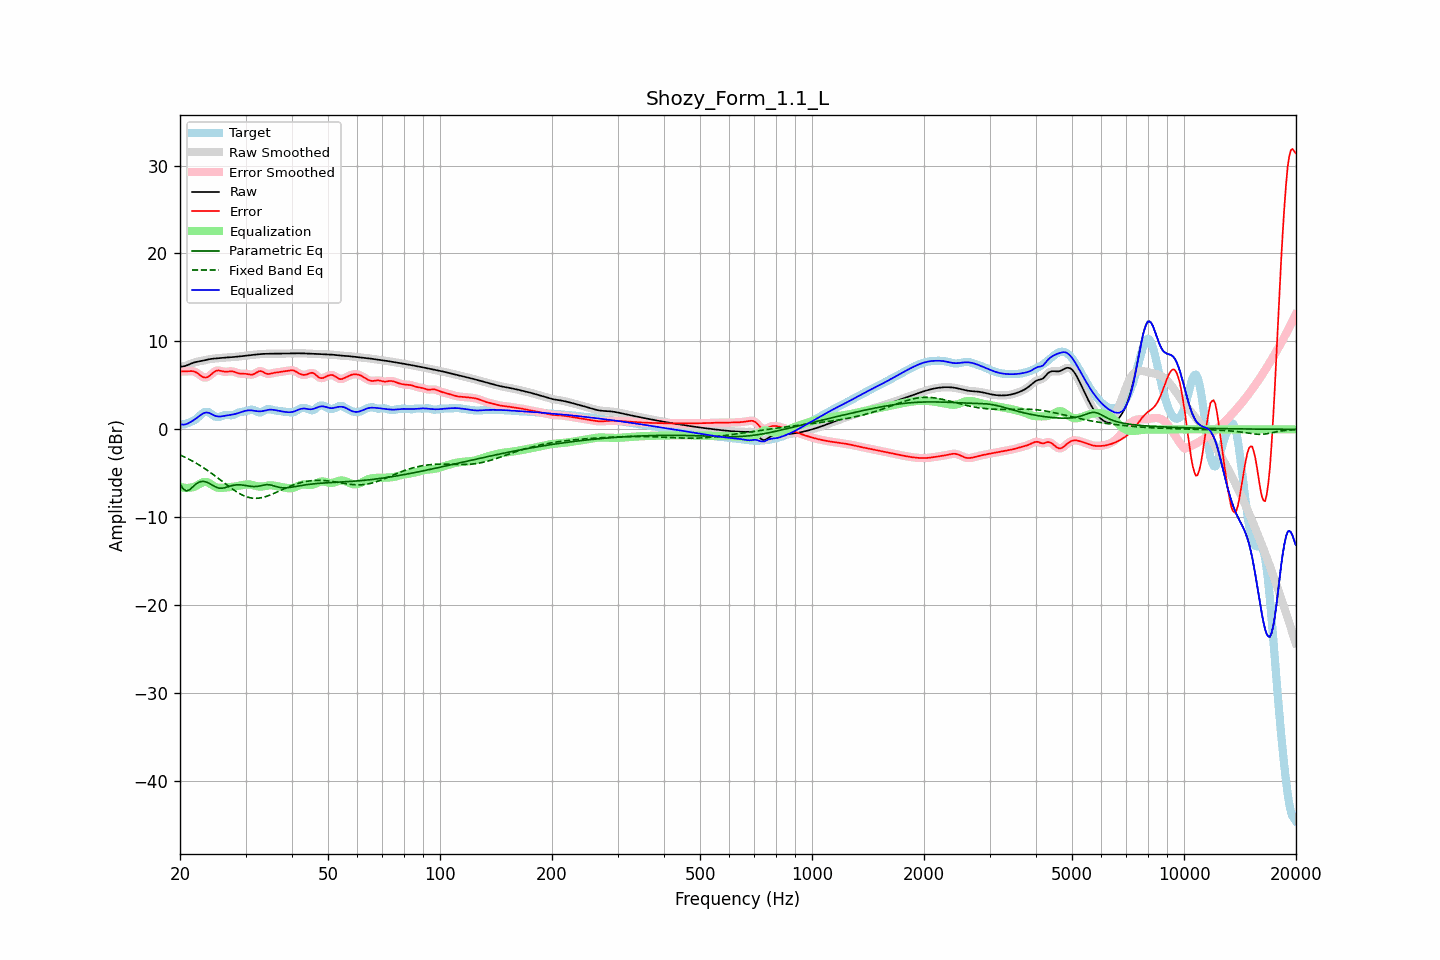 Shozy_Form_1.1_L
Target
Raw Smoothed
Error Smoothed
Raw
Error
Equalization
Parametric Eq
Fixed Band Eq
Equalized
30
20
10
0
−10
−20
−30
−40
Amplitude (dBr)
20
50
100
200
500
1000
2000
5000
10000
20000
Frequency (Hz)